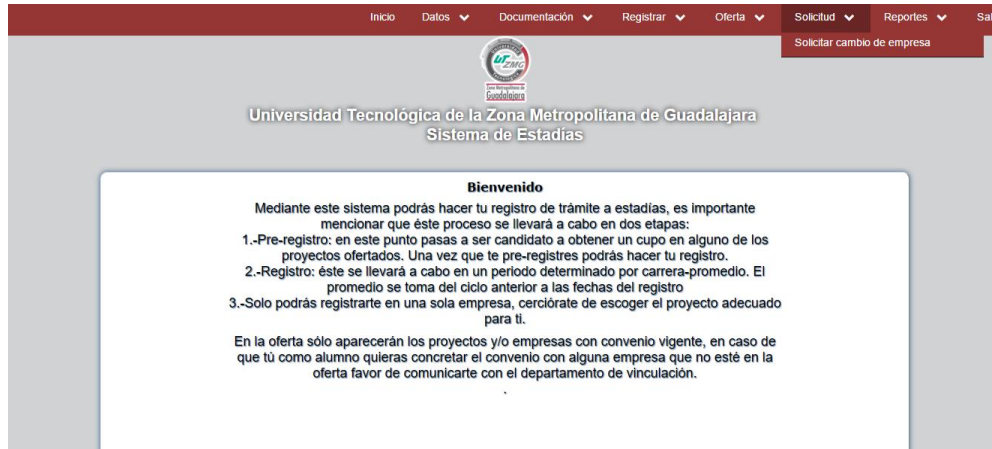 Inicio Datos Documentación Registrar Oferta Solicitud Reportes Sal
Solicitar cambio de empresa
UT
ZMG
Guadalajara
Universidad Tecnológica de la Zona Metropolitana de Guadalajara
Sistema de Estadías
Bienvenido
Mediante este sistema podrás hacer tu registro de trámite a estadías, es importante
mencionar que éste proceso se llevará a cabo en dos etapas:
1.-Pre-registro: en este punto pasas a ser candidato a obtener un cupo en alguno de los
proyectos ofertados. Una vez que te pre-registres podrás hacer tu registro.
2.-Registro: éste se llevará a cabo en un periodo determinado por carrera-promedio. El
promedio se toma del ciclo anterior a las fechas del registro
3.-Solo podrás registrarte en una sola empresa, cerciórate de escoger el proyecto adecuado
para ti.
En la oferta sólo aparecerán los proyectos y/o empresas con convenio vigente, en caso de
que tú como alumno quieras concretar el convenio con alguna empresa que no esté en la
oferta favor de comunicarte con el departamento de vinculación.
.